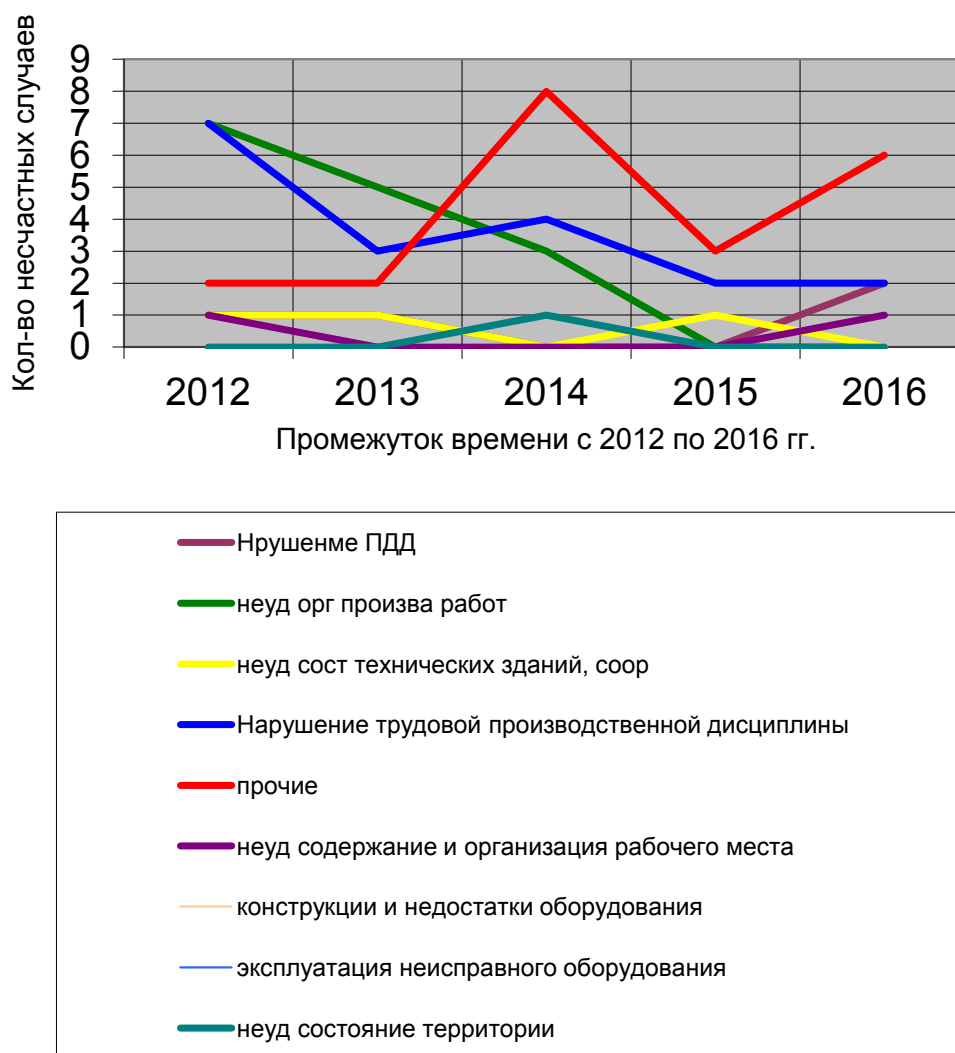 Кол-во несчастных случаев
9
8
7
6
5
4
3
2
1
0
2012 2013 2014 2015 2016
Промежуток времени с 2012 по 2016 гг.
Нрушенме ПДД
неуд орг произва работ
неуд сост технических зданий, соор
Нарушение трудовой производственной дисциплины
прочие
неуд содержание и организация рабочего места
конструкции и недостатки оборудования
эксплуатация неисправного оборудования
неуд состояние территории